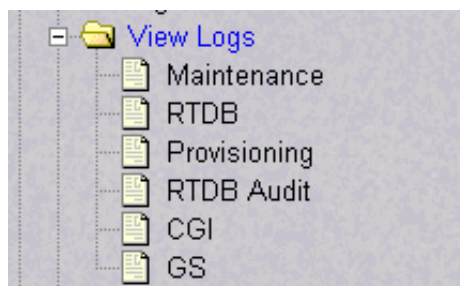 View Logs
Maintenance
RTDB
Provisioning
RTDB Audit
CGI
GS